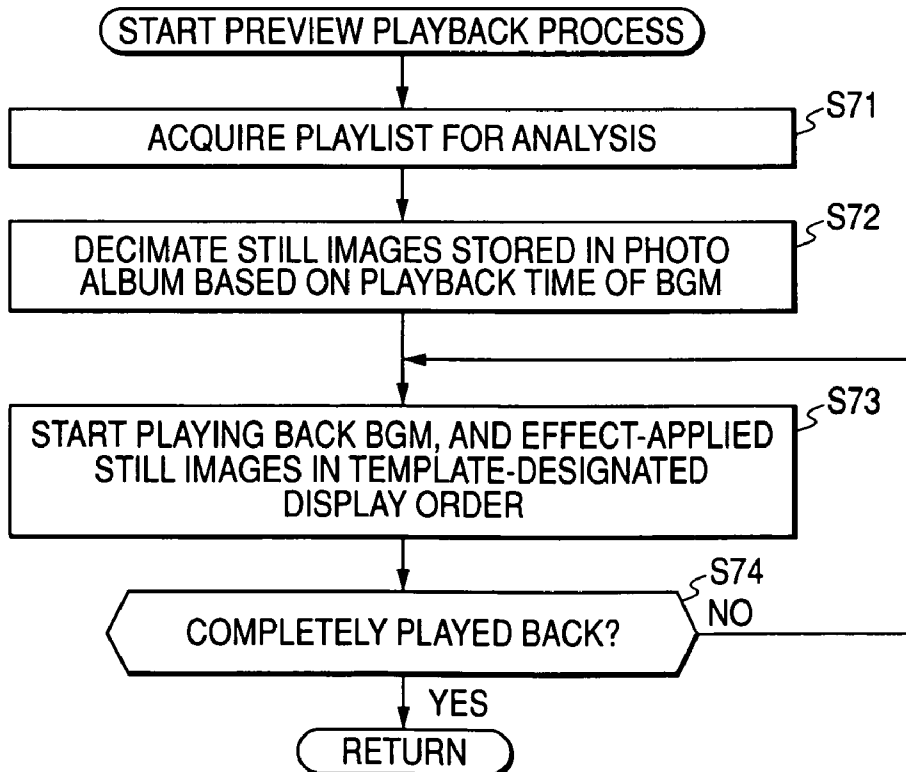 START PREVIEW PLAYBACK PROCESS
S71
ACQUIRE PLAYLIST FOR ANALYSIS
S72
DECIMATE STILL IMAGES STORED IN PHOTO
ALBUM BASED ON PLAYBACK TIME OF BGM
S73
START PLAYING BACK BGM, AND EFFECT-APPLIED
STILL IMAGES IN TEMPLATE-DESIGNATED
DISPLAY ORDER
S74
COMPLETELY PLAYED BACK?
NO
YES
RETURN